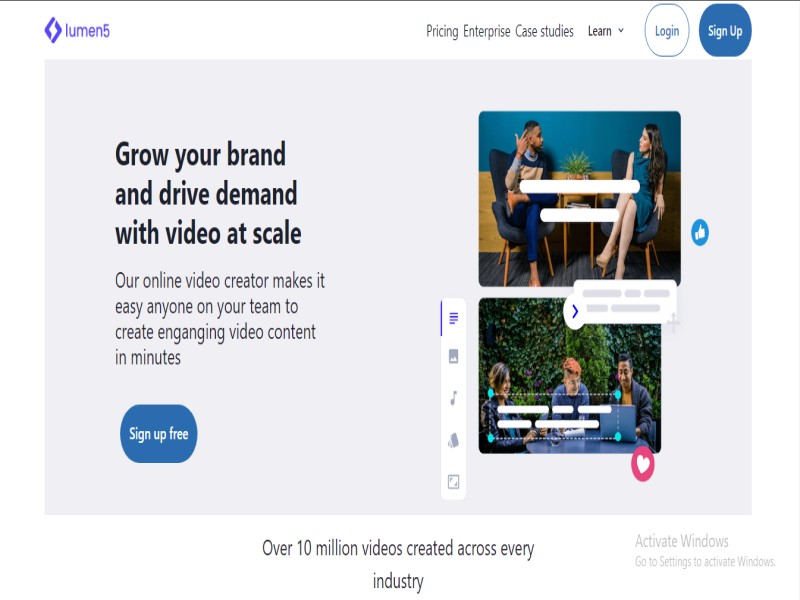 lumen5
Pricing Enterprise Case studies Learn Login Sign Up
Grow your brand
and drive demand
with video at scale
Our online video creator makes it
easy anyone on your team to
create enganging video content
in minutes
Sign up free
Over 10 million videos created across every
industry
Activate Windows
Go to Settings to activate Windows.